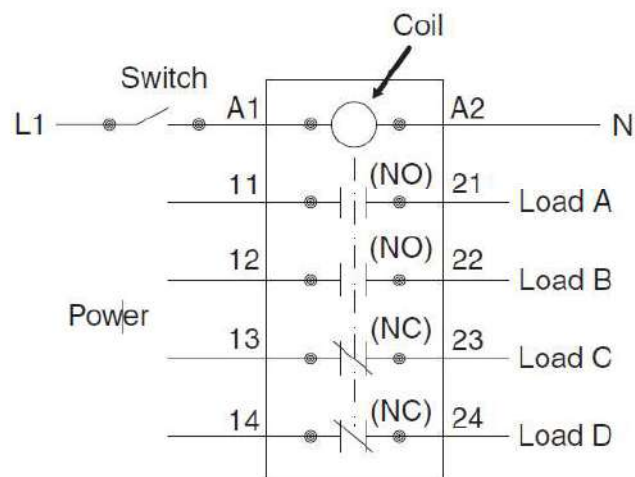 Coil
Switch
L1 A1 A2 N
11 (NO) 21 Load A
12 (NO) 22 Load B
Power
13 (NC) 23 Load C
14 (NC) 24 Load D